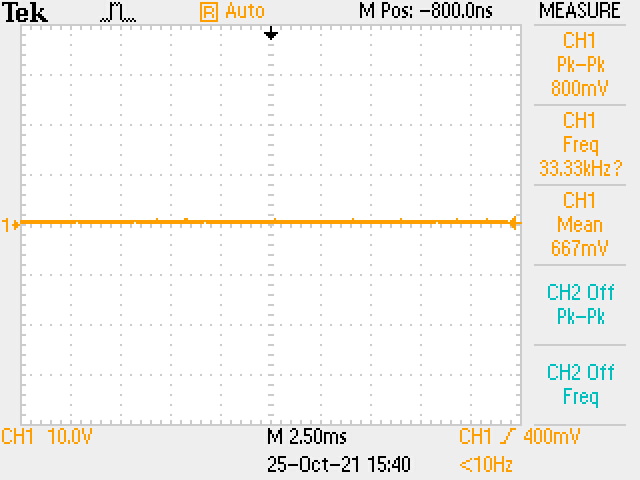 Tek R Auto M Pos: -800.0ns MEASURE
CH1
Pk-Pk
800mV
CH1
Freq
33.33kHz?
1
CH1
Mean
667mV
CH2 Off
Pk-Pk
CH2 Off
Freq
CH1 10.0V M 2.50ms CH1 400mV
25-Oct-21 15:40 <10Hz